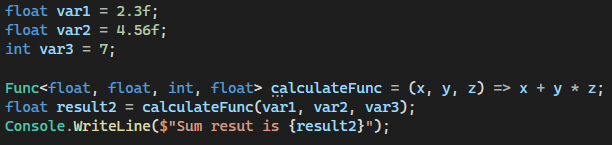 float var1 = 2.3f;
float var2 = 4.56f;
int var3 = 7;
Func<float, float, int, float> calculateFunc = (x, y, z) => x + y * z;
float result2 = calculateFunc(var1, var2, var3);
Console.WriteLine($"Sum resut is {result2}");